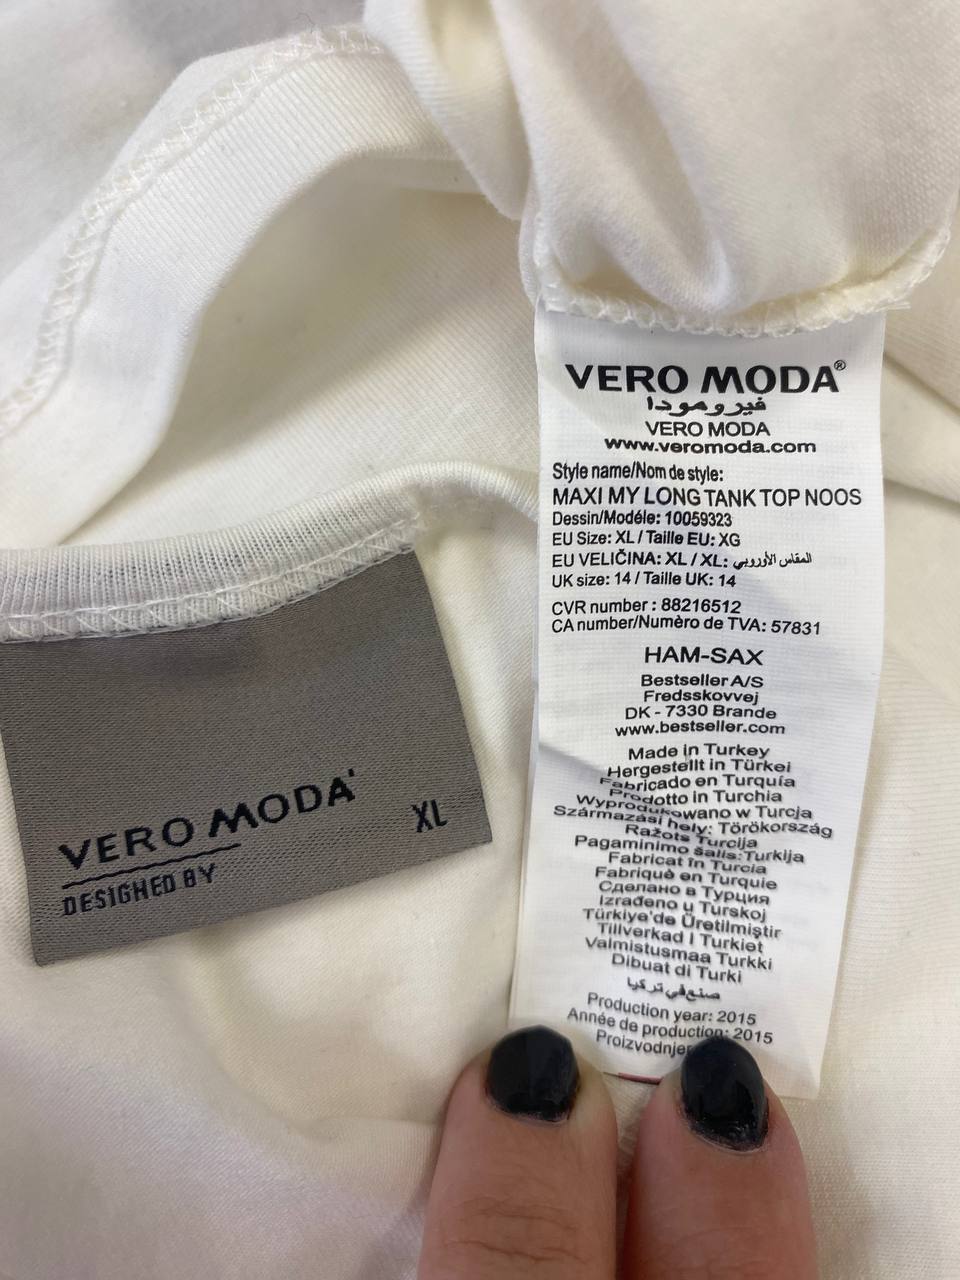 VERO MODA®
فيرومودا
VERO MODA
www.veromoda.com
Style name/Nom de style:
MAXI MY LONG TANK TOP NOOS
Dessin/Modéle: 10059323
EU Size: XL / Taille EU: XG
EU VELIČINA: XL / XL: المقاس الأوروبي
UK size: 14 / Taille UK: 14
CVR number : 88216512
CA number/Numèro de TVA: 57831
HAM-SAX
Bestseller A/S
Fredsskovvej
DK - 7330 Brande
www.bestseller.com
Made in Turkey
Hergestellt in Türkei
Fabricado en Turquía
Prodotto in Turchia
Wyprodukowano w Turcja
Származási hely: Törökország
Ražots Turcija
Pagaminimo šalis:Turkija
Fabricat în Turcia
Fabriquè en Turquie
Сделано в Турция
Izrađeno u Turskoj
Türkiye'de Üretilmiştir
Tillverkad I Turkiet
Valmistusmaa Turkki
Dibuat di Turki
صنع في تركيا
Production year: 2015
Année de production: 2015
VERO MODA
XL
DESIGNED BY